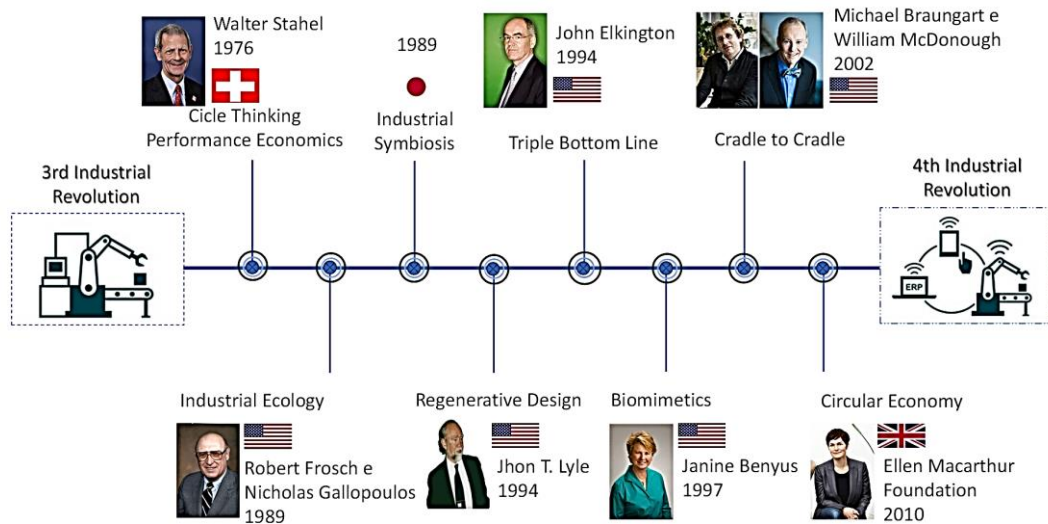 Walter Stahel
1976
Cicle Thinking
Performance Economics
1989
Industrial
Symbiosis
John Elkington
1994
Triple Bottom Line
Michael Braungart e
William McDonough
2002
Cradle to Cradle
3rd Industrial
Revolution
4th Industrial
Revolution
ERP
Industrial Ecology
Robert Frosch e
Nicholas Gallopoulos
1989
Regenerative Design
Jhon T. Lyle
1994
Biomimetics
Janine Benyus
1997
Circular Economy
Ellen Macarthur
Foundation
2010